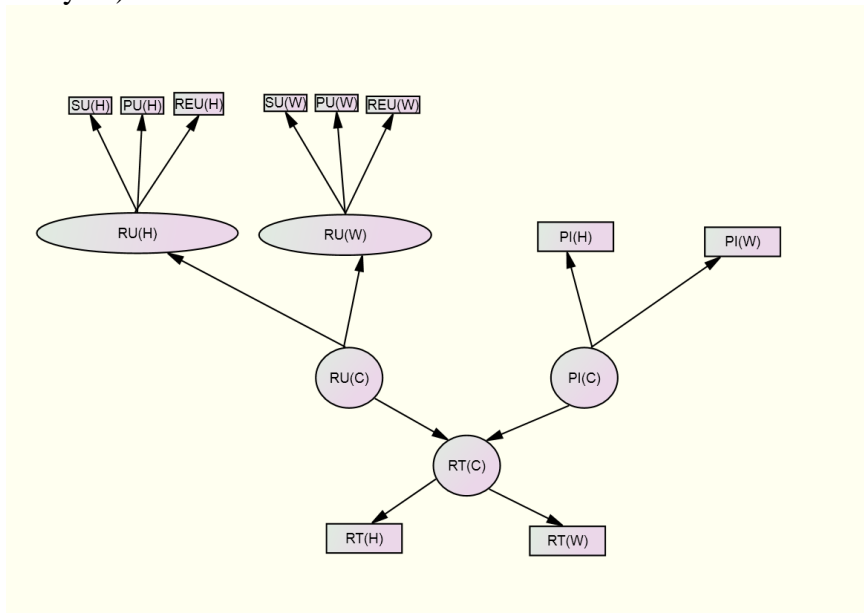 SU(H) PU(H) REU(H) SU(W) PU(W) REU(W)
RU(H) RU(W) PI(H) PI(W)
RU(C) PI(C)
RT(C)
RT(H) RT(W)